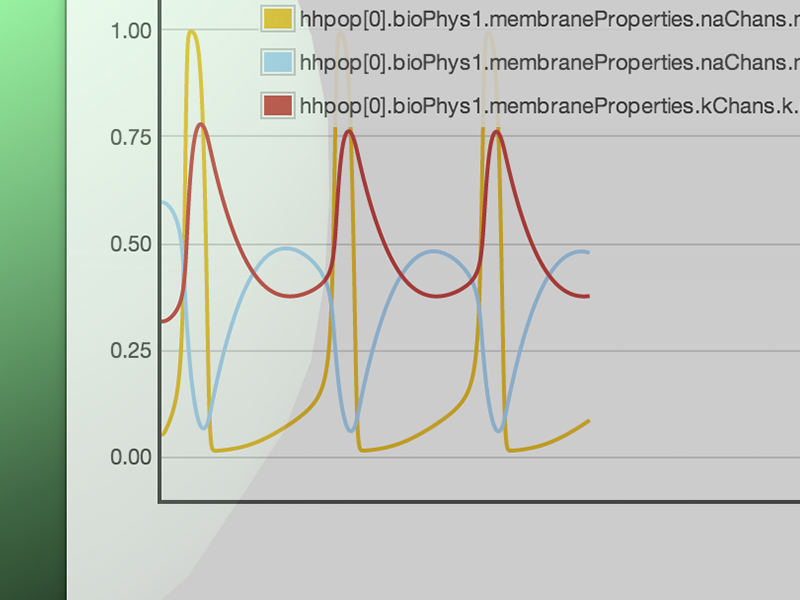 1.00
hhpop[0].bioPhys1.membraneProperties.naChans.
hhpop[0].bioPhys1.membraneProperties.naChans.
hhpop[0].bioPhys1.membraneProperties.kChans.k.
0.75
0.50
0.25
0.00